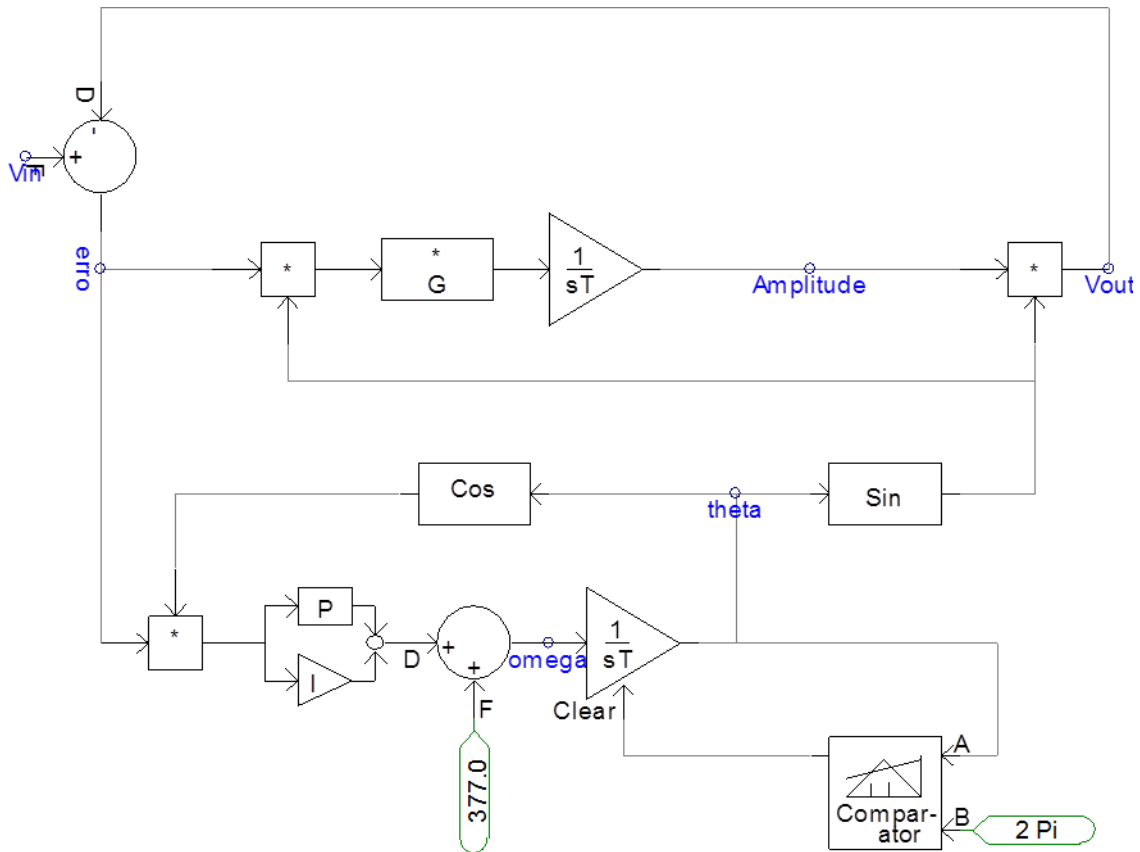 D
-
+
Vin
F
erro
*
*
G
1
sT
Amplitude
*
Vout
Cos
theta
Sin
*
P
I
D
+
+
omega
F
377.0
1
sT
Clear
A
Compar-
ator
B
2 Pi